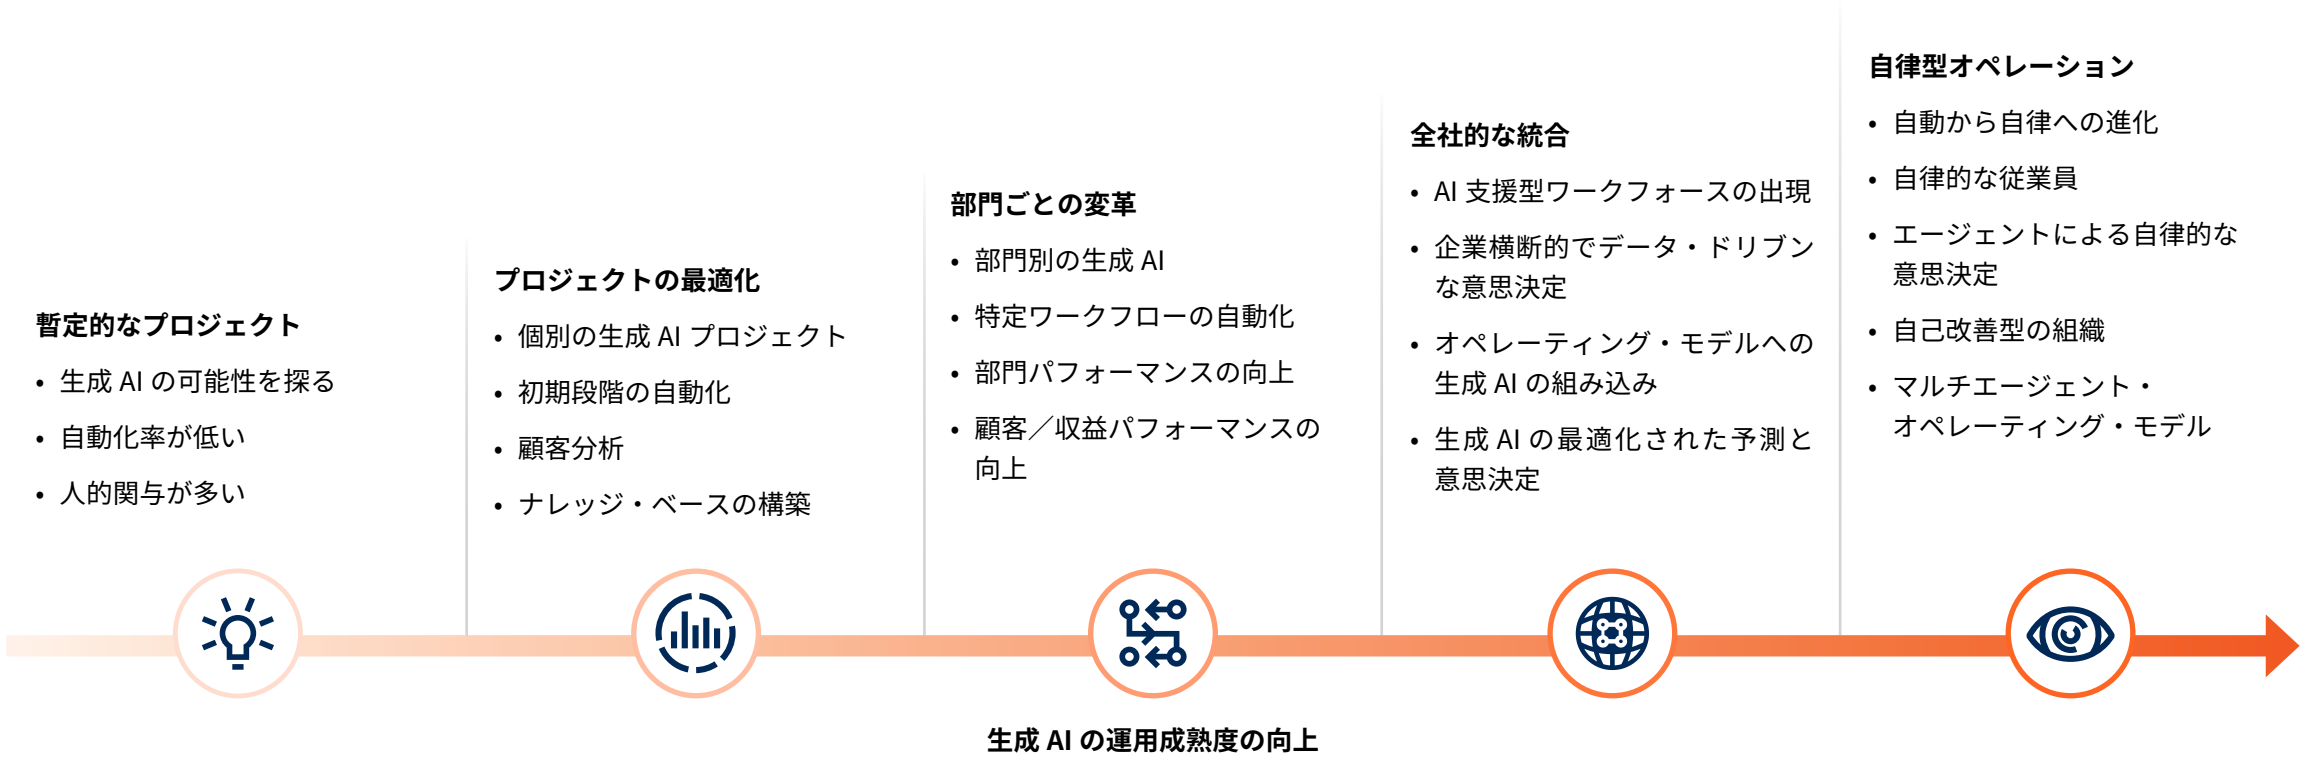 暫定的なプロジェクト
• 生成 AI の可能性を探る
• 自動化率が低い
• 人的関与が多い
プロジェクトの最適化
• 個別の生成 AI プロジェクト
• 初期段階の自動化
• 顧客分析
• ナレッジ・ベースの構築
部門ごとの変革
• 部門別の生成 AI
• 特定ワークフローの自動化
• 部門パフォーマンスの向上
• 顧客／収益パフォーマンスの
向上
全社的な統合
• AI 支援型ワークフォースの出現
• 企業横断的でデータ・ドリブン
な意思決定
• オペレーティング・モデルへの
生成 AI の組み込み
• 生成 AI の最適化された予測と
意思決定
自律型オペレーション
• 自動から自律への進化
• 自律的な従業員
• エージェントによる自律的な
意思決定
• 自己改善型の組織
• マルチエージェント・
オペレーティング・モデル
生成 AI の運用成熟度の向上